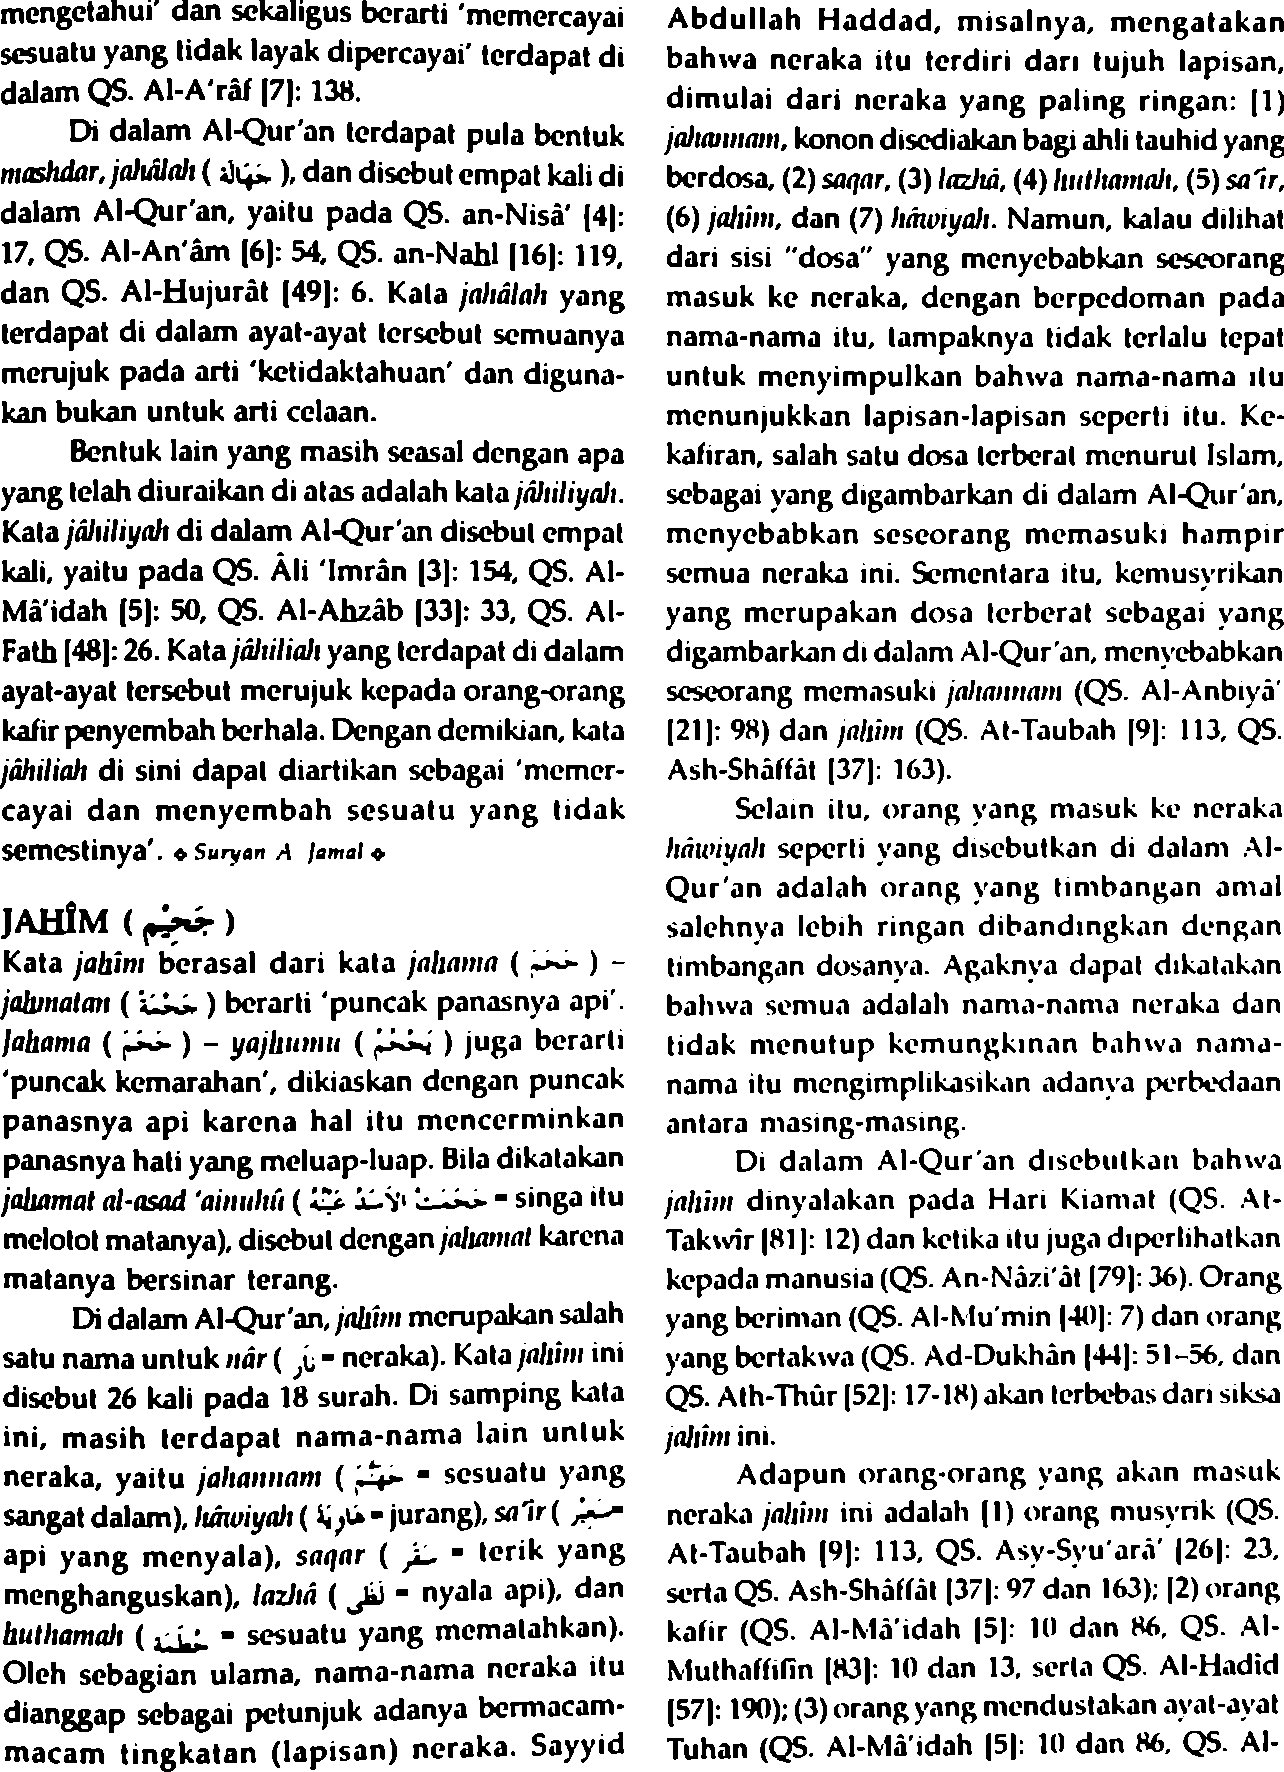 mengetahui' dan sekaligus berarti 'memercayai
sesuatu yang tidak layak dipercayai' terdapat di
dalam QS. Al-A'râf [7]: 138.
Di dalam Al-Qur'an terdapat pula bentuk
mashdar, jahâlah ( جَهَالَة ), dan disebut empat kali di
dalam Al-Qur'an, yaitu pada QS. an-Nisâ' [4]:
17, QS. Al-An'âm [6]: 54, QS. an-Nahl [16]: 119,
dan QS. Al-Hujurât [49]: 6. Kata jahâlah yang
terdapat di dalam ayat-ayat tersebut semuanya
merujuk pada arti 'ketidaktahuan' dan diguna-
kan bukan untuk arti celaan.
Bentuk lain yang masih seasal dengan apa
yang telah diuraikan di atas adalah kata jâhiliyah.
Kata jâhiliyah di dalam Al-Qur'an disebut empat
kali, yaitu pada QS. Âli 'Imrân [3]: 154, QS. Al-
Mâ'idah [5]: 50, QS. Al-Ahzâb [33]: 33, QS. Al-
Fath [48]: 26. Kata jâhiliah yang terdapat di dalam
ayat-ayat tersebut merujuk kepada orang-orang
kafir penyembah berhala. Dengan demikian, kata
jâhiliah di sini dapat diartikan sebagai 'memer-
cayai dan menyembah sesuatu yang tidak
semestinya'. ◆ Suryan A Jamal ◆
JAHÎM ( جَحِيْم )
Kata jahîm berasal dari kata jahama ( جَحَمَ ) –
jahmatan ( جَحْمَةً ) berarti 'puncak panasnya api'.
Jahama ( جَحَمَ ) – yajhumu ( يَجْحُمُ ) juga berarti
'puncak kemarahan', dikiaskan dengan puncak
panasnya api karena hal itu mencerminkan
panasnya hati yang meluap-luap. Bila dikatakan
jahamat al-asad 'ainuhû ( جَحَمَتْ الأَسَدُ عَيْنُهُ = singa itu
melotot matanya), disebut dengan jahamat karena
matanya bersinar terang.
Di dalam Al-Qur'an, jahîm merupakan salah
satu nama untuk nâr ( نَار = neraka). Kata jahîm ini
disebut 26 kali pada 18 surah. Di samping kata
ini, masih terdapat nama-nama lain untuk
neraka, yaitu jahannam ( جَهَنَّم = sesuatu yang
sangat dalam), hâwiyah ( هَاوِيَة = jurang), sa'îr ( سَعِيْر =
api yang menyala), saqar ( سَقَر = terik yang
menghanguskan), lazhâ ( لَظَى = nyala api), dan
huthamah ( حُطَمَة = sesuatu yang mematahkan).
Oleh sebagian ulama, nama-nama neraka itu
dianggap sebagai petunjuk adanya bermacam-
macam tingkatan (lapisan) neraka. Sayyid
Abdullah Haddad, misalnya, mengatakan
bahwa neraka itu terdiri dari tujuh lapisan,
dimulai dari neraka yang paling ringan: (1)
jahannam, konon disediakan bagi ahli tauhid yang
berdosa, (2) saqar, (3) lazhâ, (4) huthamah, (5) sa'îr,
(6) jahîm, dan (7) hâwiyah. Namun, kalau dilihat
dari sisi "dosa" yang menyebabkan seseorang
masuk ke neraka, dengan berpedoman pada
nama-nama itu, tampaknya tidak terlalu tepat
untuk menyimpulkan bahwa nama-nama itu
menunjukkan lapisan-lapisan seperti itu. Ke-
kafiran, salah satu dosa terberat menurut Islam,
sebagai yang digambarkan di dalam Al-Qur'an,
menyebabkan seseorang memasuki hampir
semua neraka ini. Sementara itu, kemusyrikan
yang merupakan dosa terberat sebagai yang
digambarkan di dalam Al-Qur'an, menyebabkan
seseorang memasuki jahannam (QS. Al-Anbiyâ'
[21]: 98) dan jahîm (QS. At-Taubah [9]: 113, QS.
Ash-Shâffât [37]: 163).
Selain itu, orang yang masuk ke neraka
hâwiyah seperti yang disebutkan di dalam Al-
Qur'an adalah orang yang timbangan amal
salehnya lebih ringan dibandingkan dengan
timbangan dosanya. Agaknya dapat dikatakan
bahwa semua adalah nama-nama neraka dan
tidak menutup kemungkinan bahwa nama-
nama itu mengimplikasikan adanya perbedaan
antara masing-masing.
Di dalam Al-Qur'an disebutkan bahwa
jahîm dinyalakan pada Hari Kiamat (QS. At-
Takwîr [81]: 12) dan ketika itu juga diperlihatkan
kepada manusia (QS. An-Nâzi'ât [79]: 36). Orang
yang beriman (QS. Al-Mu'min [40]: 7) dan orang
yang bertakwa (QS. Ad-Dukhân [44]: 51–56, dan
QS. Ath-Thûr [52]: 17-18) akan terbebas dari siksa
jahîm ini.
Adapun orang-orang yang akan masuk
neraka jahîm ini adalah (1) orang musyrik (QS.
At-Taubah [9]: 113, QS. Asy-Syu'arâ' [26]: 23,
serta QS. Ash-Shâffât [37]: 97 dan 163); (2) orang
kafir (QS. Al-Mâ'idah [5]: 10 dan 86, QS. Al-
Muthaffifîn [83]: 10 dan 13, serta QS. Al-Hadîd
[57]: 190); (3) orang yang mendustakan ayat-ayat
Tuhan (QS. Al-Mâ'idah [5]: 10 dan 86, QS. Al-